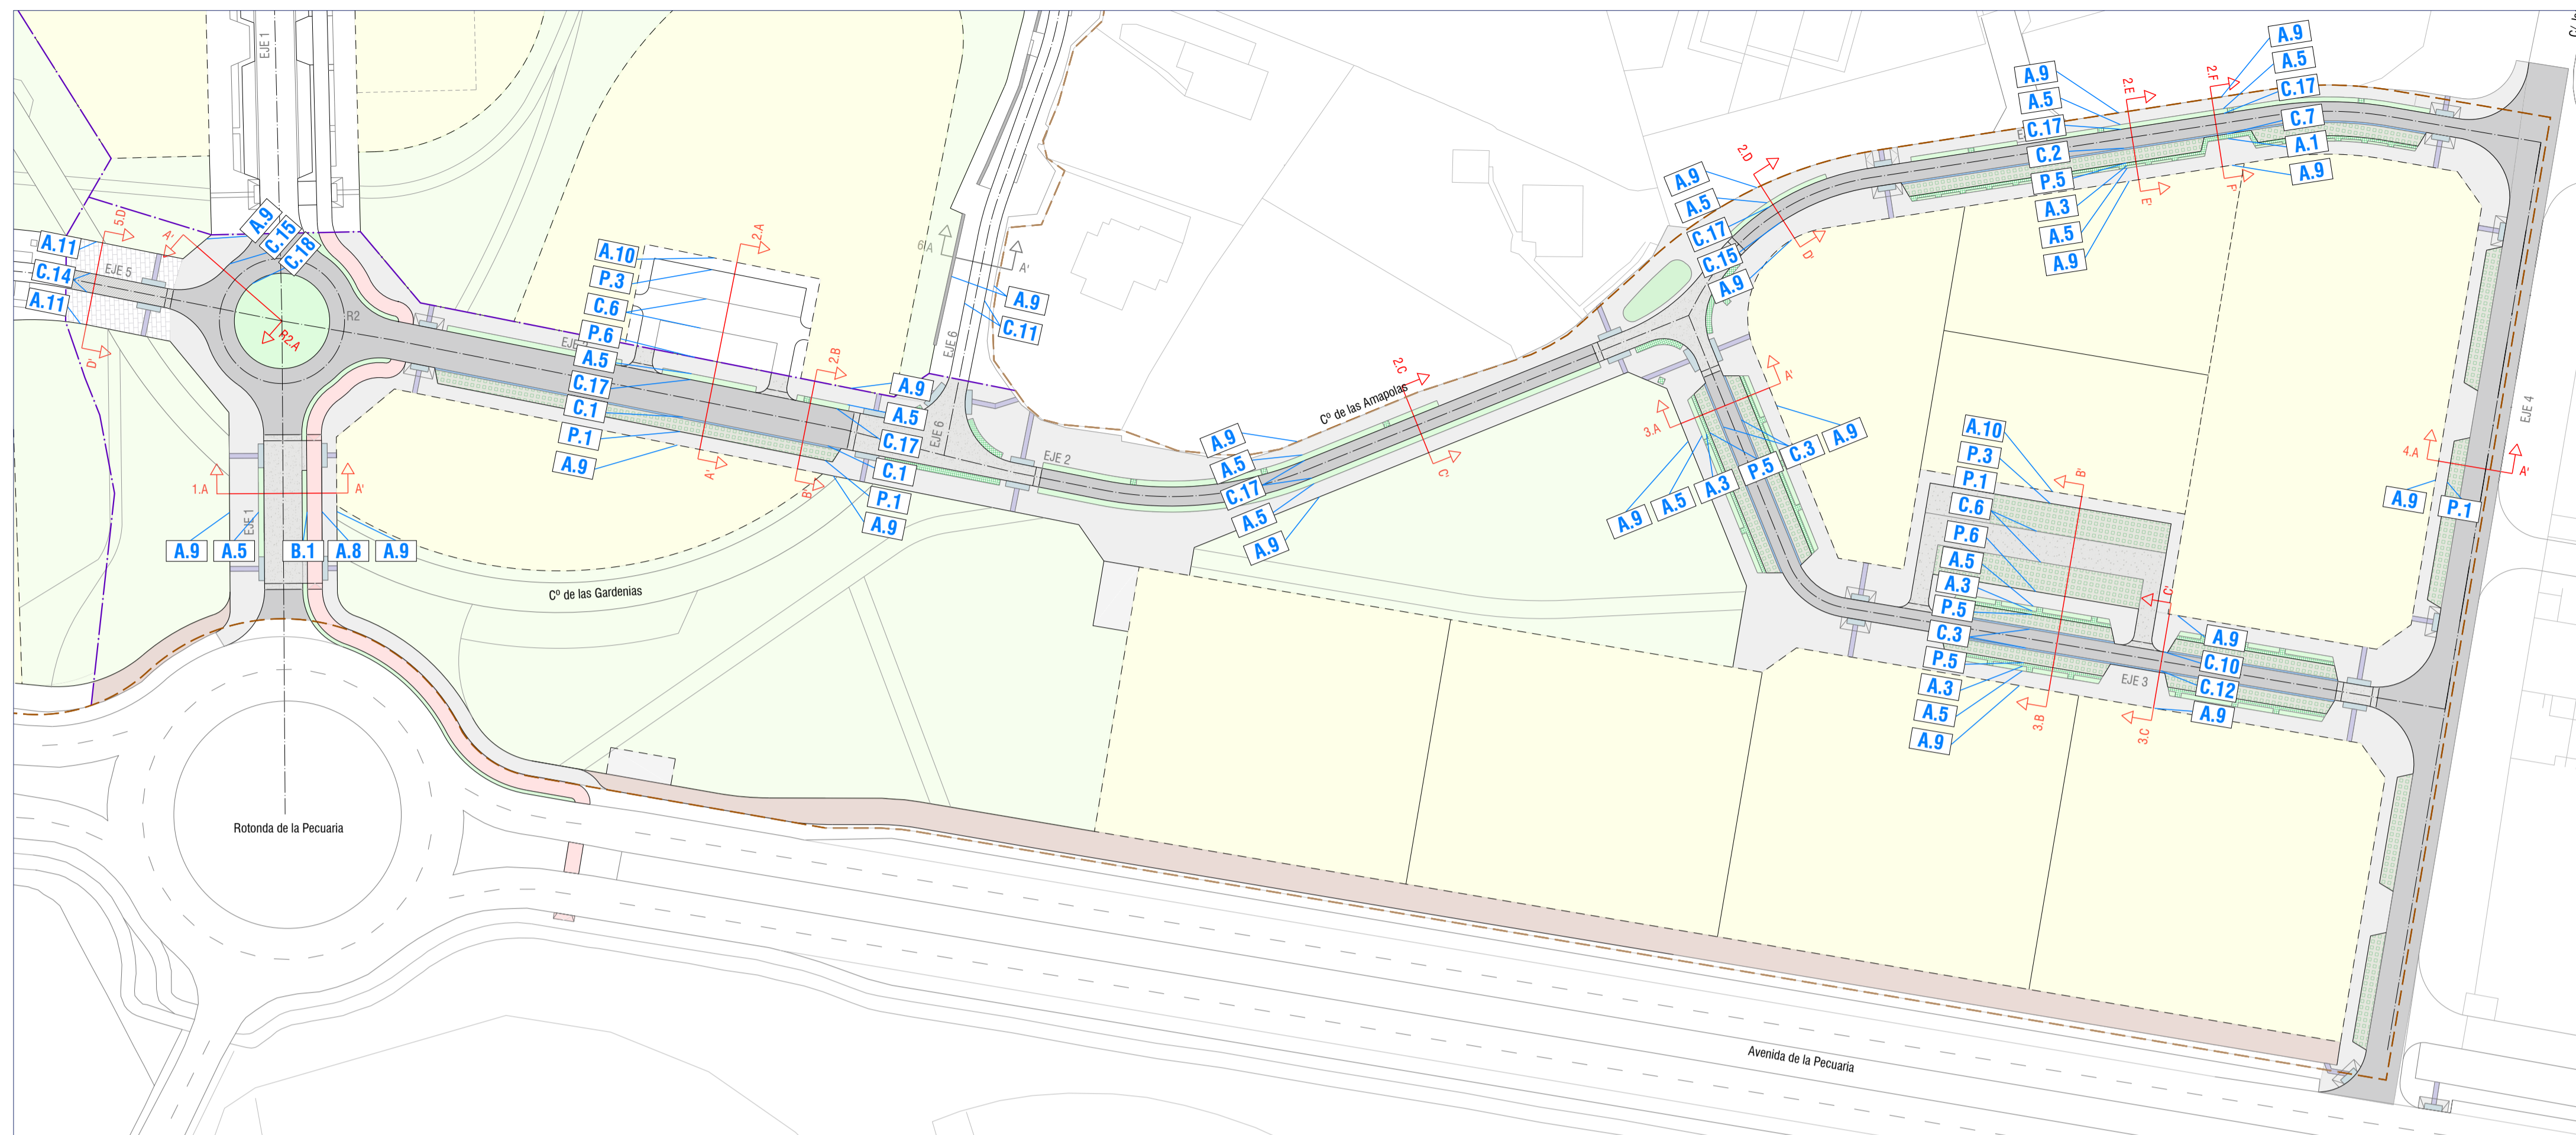 EJE 1
A.11
C.14
A.11
5.D
D'
EJE 5
A'
A.9
C.15
C.18
R2
R2.A
1.A
A'
EJE 1
A.9
A.5
B.1
A.8
A.9
Rotonda de la Pecuaria
Cº de las Gardenias
A.10
P.3
C.6
P.6
A.5
C.17
C.1
P.1
A.9
2.A
A'
2.B
B'
A.9
A.5
C.17
C.1
P.1
A.9
6.A
A'
A.9
C.11
EJE 6
EJE 6
EJE 2
A.9
A.5
C.17
A.5
A.9
Cº de las Amapolas
2.C
C'
A.9
A.5
C.17
C.15
A.9
2.D
D'
3.A
A'
A.9
A.5
A.3
P.5
C.3
A.9
A.9
A.5
C.17
C.2
P.5
A.3
A.5
A.9
2.E
E'
2.F
F'
A.9
A.5
C.17
C.7
A.1
A.9
A.10
P.3
P.1
C.6
P.6
A.5
A.3
P.5
C.3
P.5
A.3
A.5
A.9
B'
3.B
C'
3.C
EJE 3
A.9
C.10
C.12
A.9
4.A
A'
A.9
P.1
EJE 4
Avenida de la Pecuaria